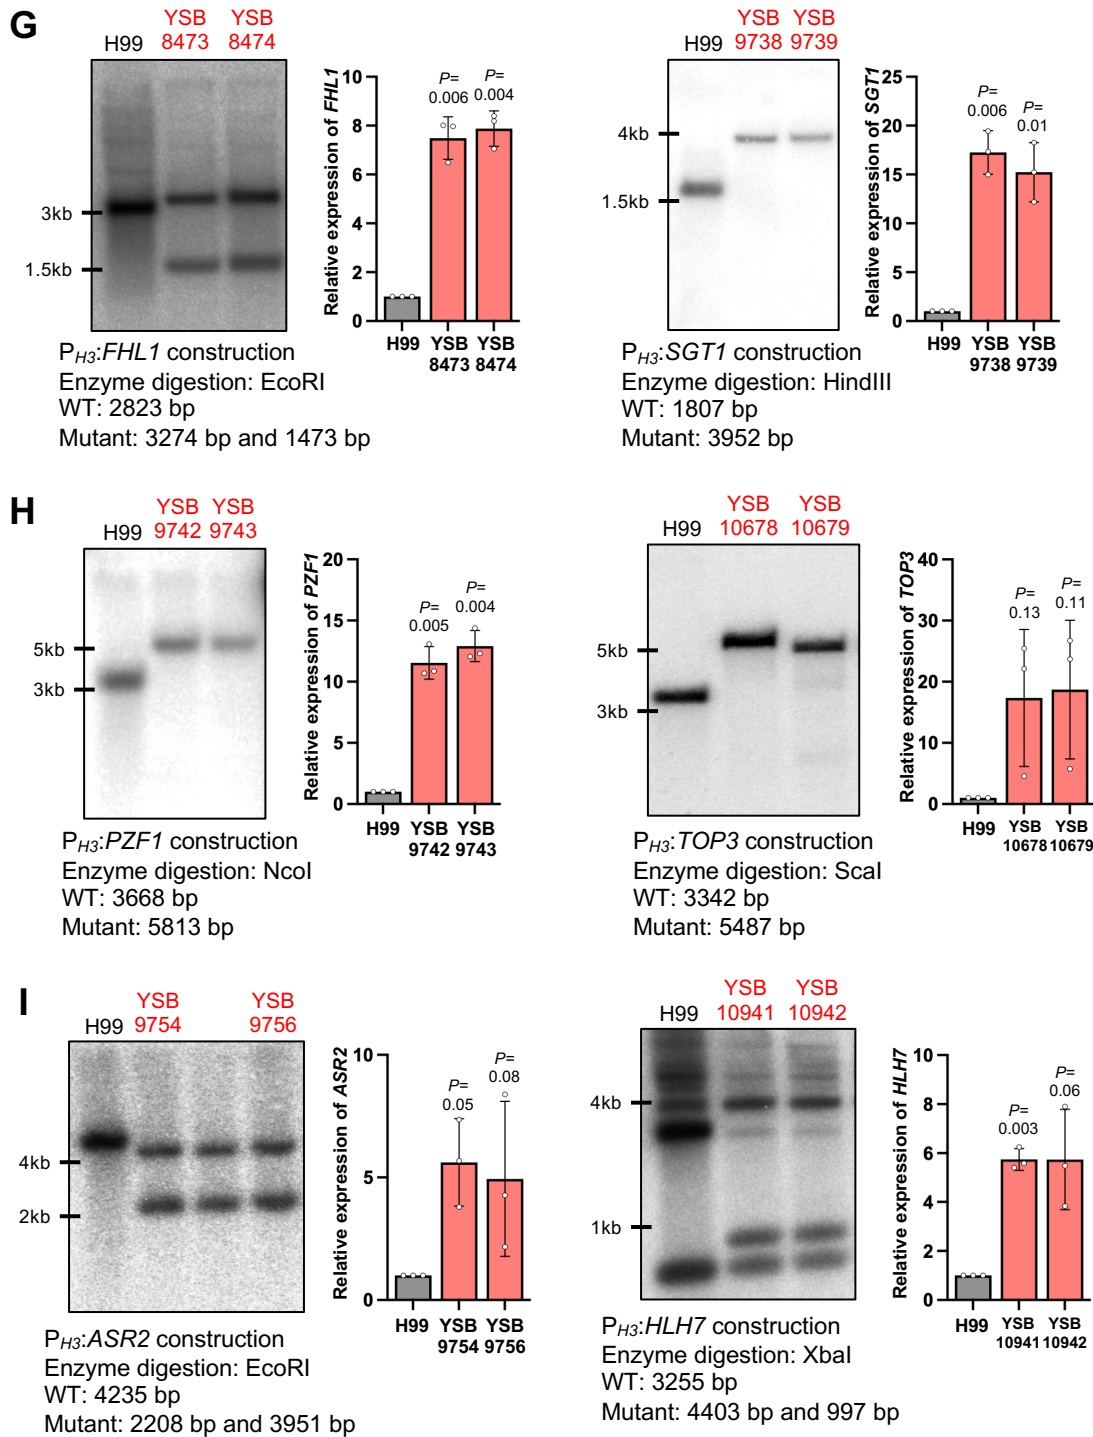 G
H99 YSB 8473 YSB 8474
3kb
1.5kb
Relative expression of FHL1
10
8
6
4
2
0
P= 0.006
P= 0.004
H99 YSB 8473 YSB 8474
PH3:FHL1 construction
Enzyme digestion: EcoRI
WT: 2823 bp
Mutant: 3274 bp and 1473 bp
H99 YSB 9738 YSB 9739
4kb
1.5kb
Relative expression of SGT1
25
20
15
10
5
0
P= 0.006
P= 0.01
H99 YSB 9738 YSB 9739
PH3:SGT1 construction
Enzyme digestion: HindIII
WT: 1807 bp
Mutant: 3952 bp
H
H99 YSB 9742 YSB 9743
5kb
3kb
Relative expression of PZF1
20
15
10
5
0
P= 0.005
P= 0.004
H99 YSB 9742 YSB 9743
PH3:PZF1 construction
Enzyme digestion: NcoI
WT: 3668 bp
Mutant: 5813 bp
H99 YSB 10678 YSB 10679
5kb
3kb
Relative expression of TOP3
40
30
20
10
0
P= 0.13
P= 0.11
H99 YSB 10678 YSB 10679
PH3:TOP3 construction
Enzyme digestion: ScaI
WT: 3342 bp
Mutant: 5487 bp
I
H99 YSB 9754 YSB 9756
4kb
2kb
Relative expression of ASR2
10
5
0
P= 0.05
P= 0.08
H99 YSB 9754 YSB 9756
PH3:ASR2 construction
Enzyme digestion: EcoRI
WT: 4235 bp
Mutant: 2208 bp and 3951 bp
H99 YSB 10941 YSB 10942
4kb
1kb
Relative expression of HLH7
10
8
6
4
2
0
P= 0.003
P= 0.06
H99 YSB 10941 YSB 10942
PH3:HLH7 construction
Enzyme digestion: XbaI
WT: 3255 bp
Mutant: 4403 bp and 997 bp